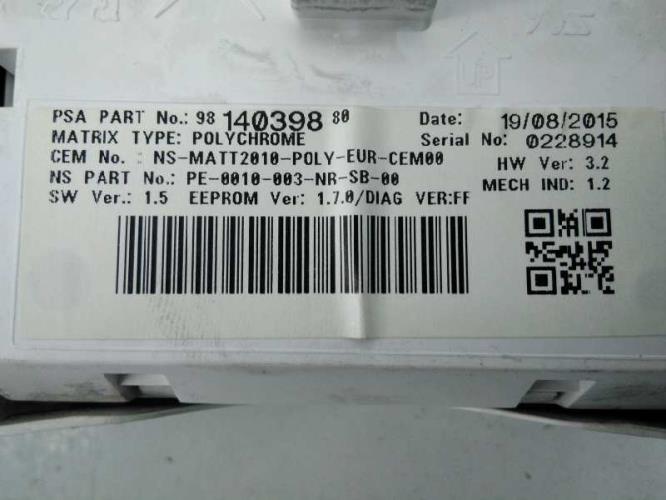 PSA PART No.: 98 140398 80 Date: 19/08/2015
MATRIX TYPE: POLYCHROME Serial No: 0228914
CEM No. : NS-MATT2010-POLY-EUR-CEM00 HW Ver: 3.2
NS PART No.: PE-0010-003-NR-SB-00 MECH IND: 1.2
SW Ver.: 1.5 EEPROM Ver: 1.7.0/DIAG VER:FF